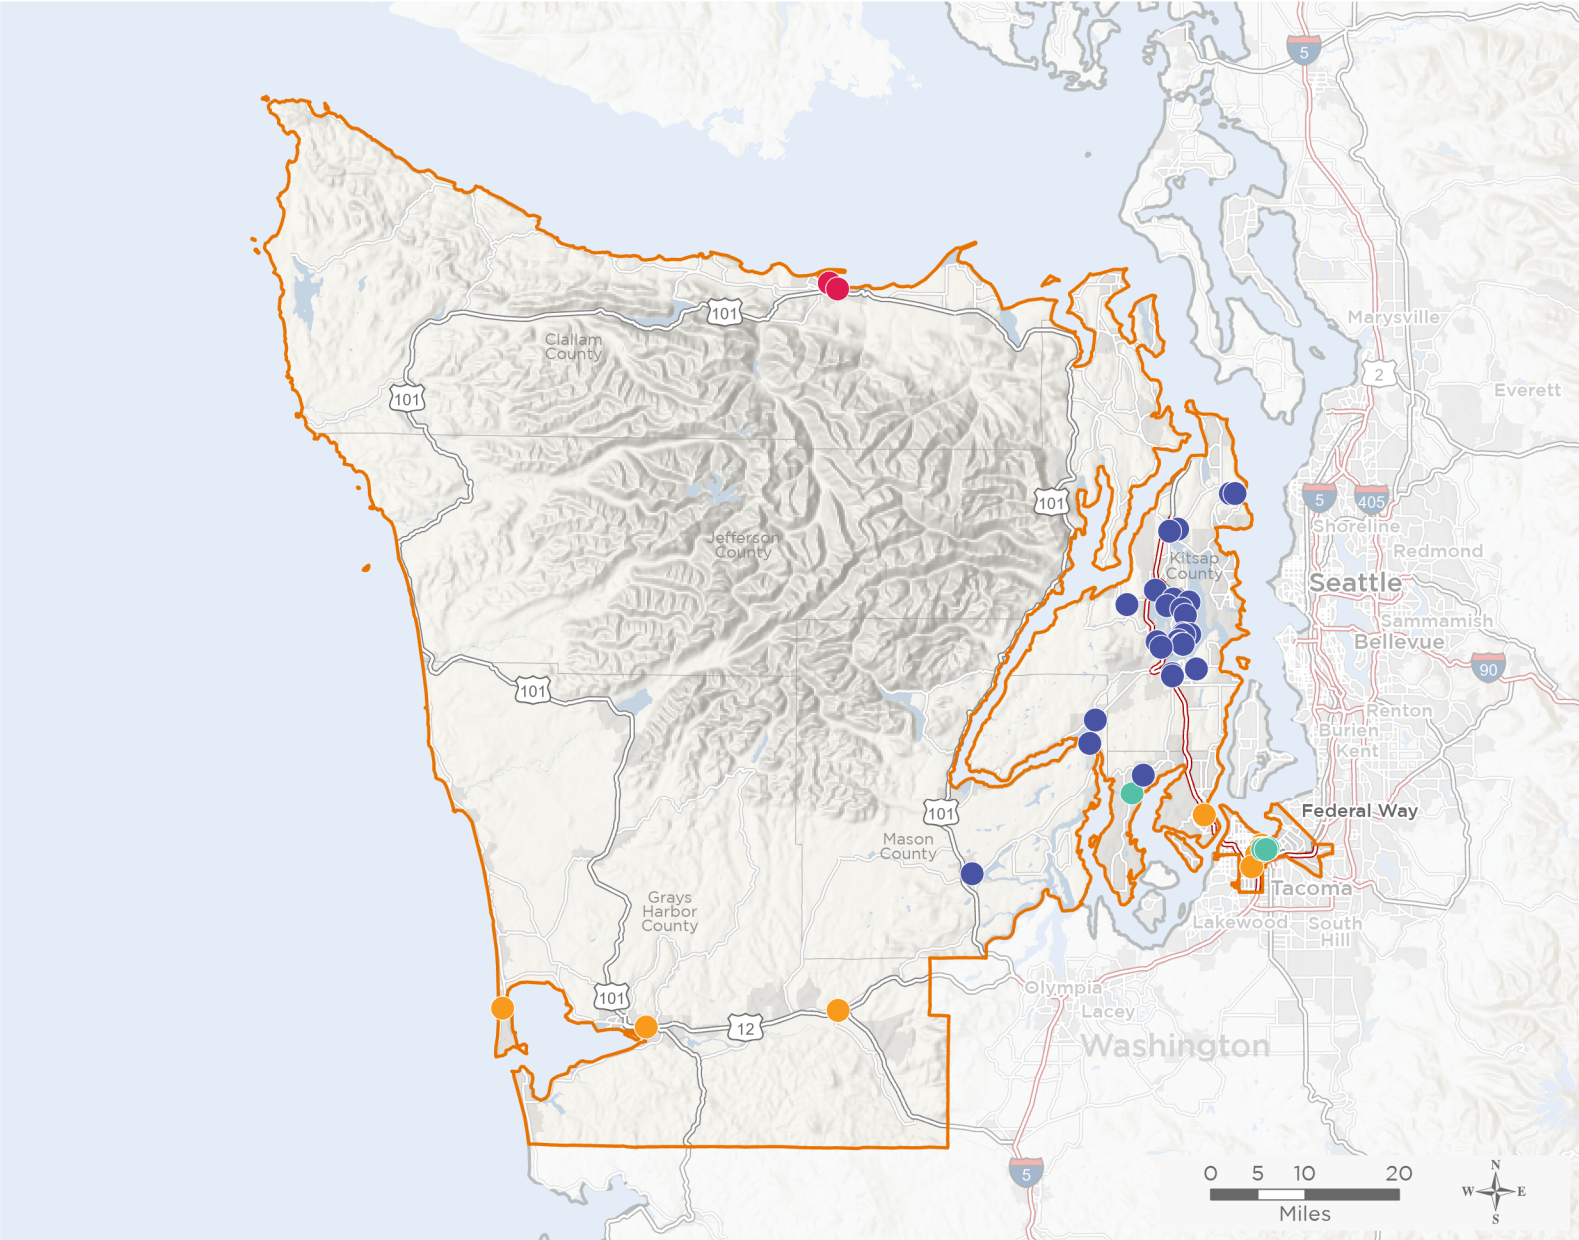 5
Marysville
2
Everett
101
Clallam
County
101
101
5
405
Shoreline
Redmond
Jefferson
County
Kitsap
County
Seattle
Sammamish
Bellevue
90
101
Renton
Burien
Kent
101
Federal Way
Mason
County
Tacoma
Grays
Harbor
County
Lakewood
South
Hill
Olympia
Lacey
101
12
Washington
5
0 5 10 20
Miles
N
W E
S